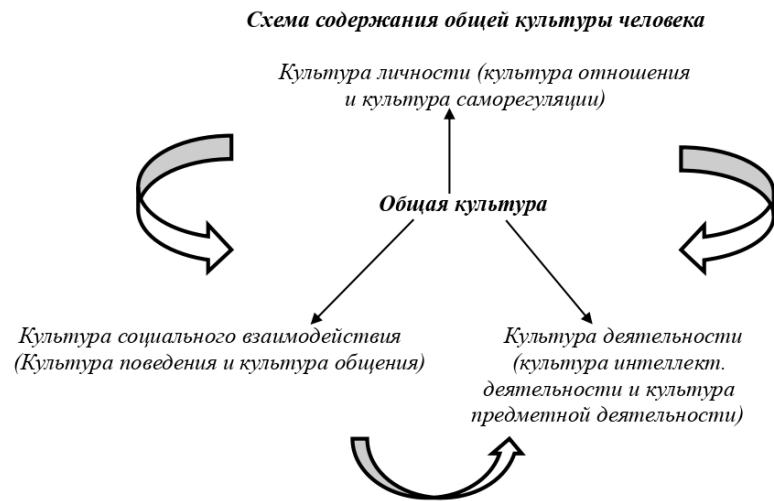 Схема содержания общей культуры человека
Культура личности (культура отношения
и культура саморегуляции)
Общая культура
Культура социального взаимодействия
(Культура поведения и культура общения)
Культура деятельности
(культура интеллект.
деятельности и культура
предметной деятельности)